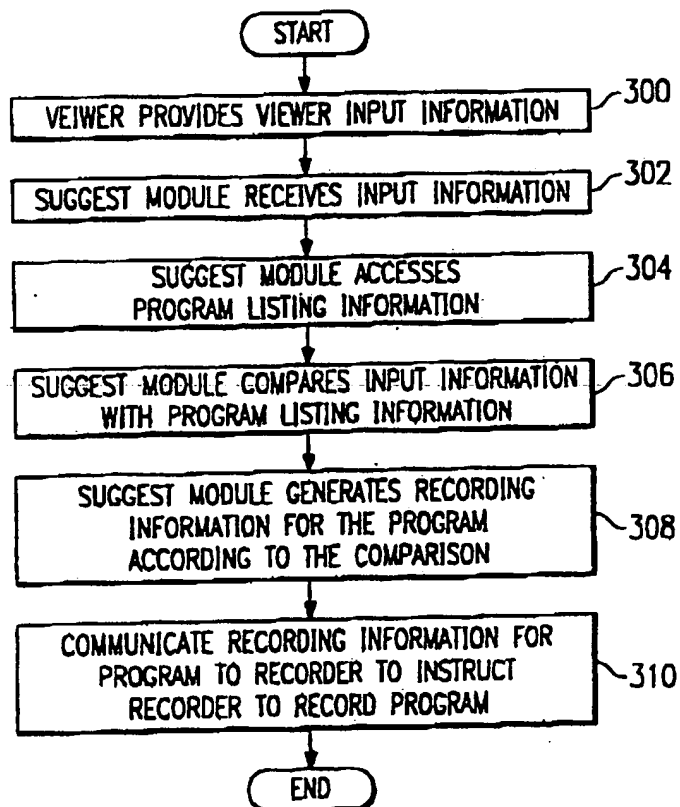 START
VEIWER PROVIDES VIEWER INPUT INFORMATION
300
SUGGEST MODULE RECEIVES INPUT INFORMATION
302
SUGGEST MODULE ACCESSES
PROGRAM LISTING INFORMATION
304
SUGGEST MODULE COMPARES INPUT INFORMATION
WITH PROGRAM LISTING INFORMATION
306
SUGGEST MODULE GENERATES RECORDING
INFORMATION FOR THE PROGRAM
ACCORDING TO THE COMPARISON
308
COMMUNICATE RECORDING INFORMATION FOR
PROGRAM TO RECORDER TO INSTRUCT
RECORDER TO RECORD PROGRAM
310
END